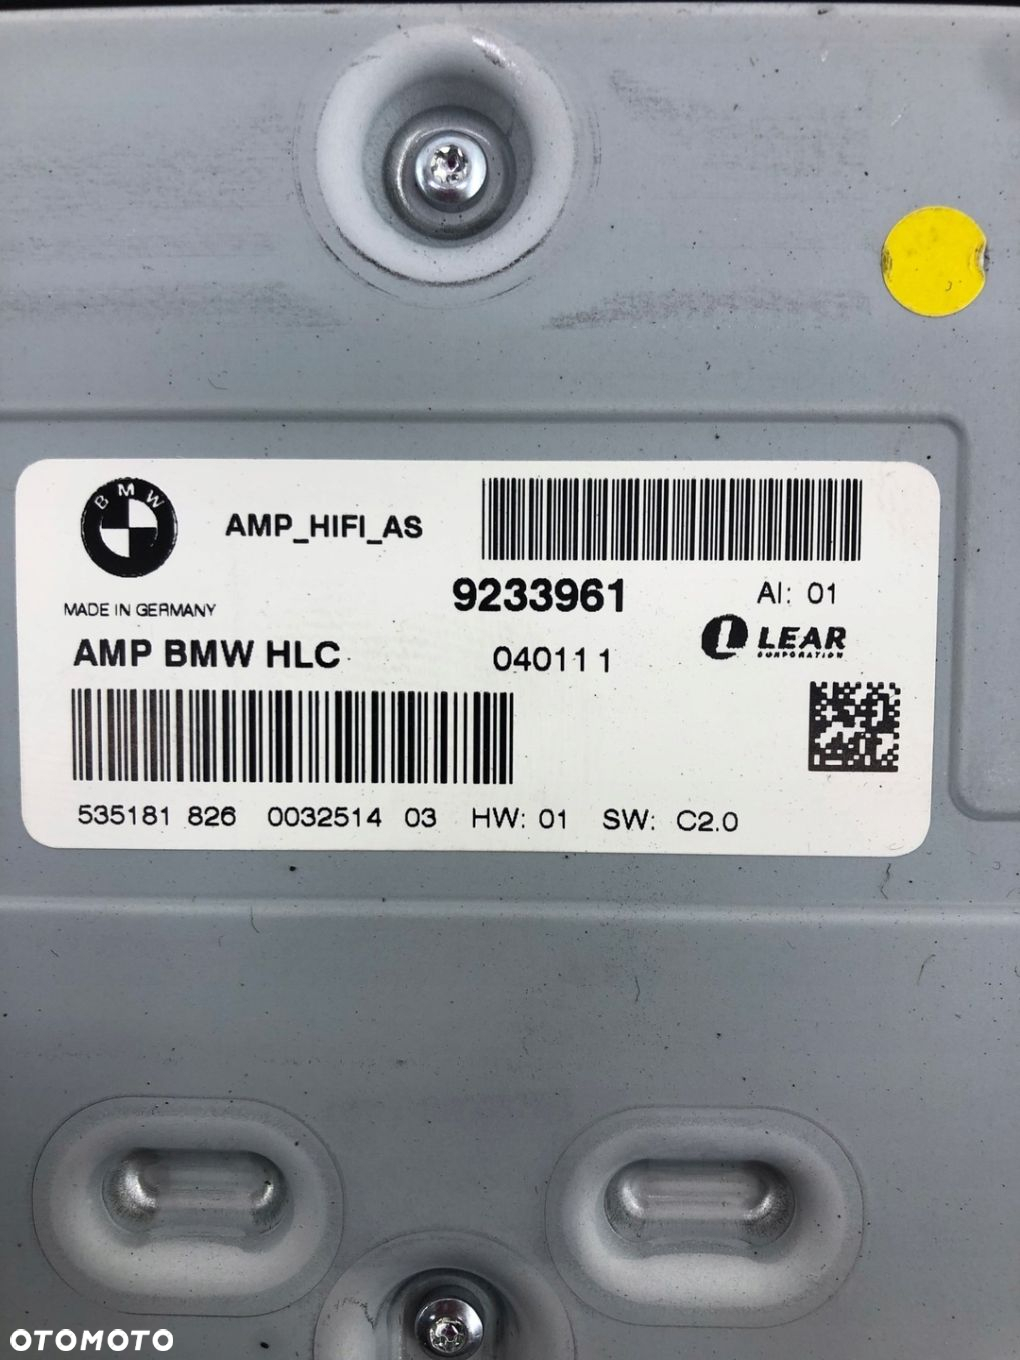 BMW
AMP_HIFI_AS
9233961 AI: 01
MADE IN GERMANY
AMP BMW HLC 040111 LEAR
CORPORATION
535181 826 0032514 03 HW: 01 SW: C2.0
OTOMOTO